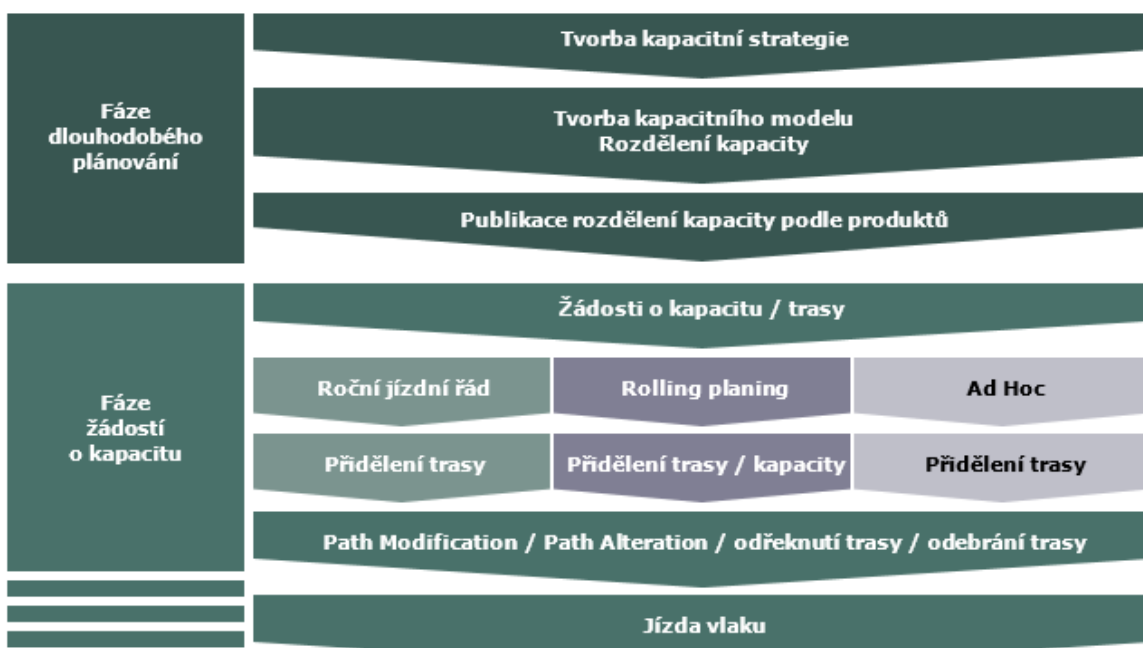 Fáze
dlouhodobého
plánování
Tvorba kapacitní strategie
Tvorba kapacitního modelu
Rozdělení kapacity
Publikace rozdělení kapacity podle produktů
Fáze
žádostí
o kapacitu
Žádosti o kapacitu / trasy
Roční jízdní řád
Rolling planing
Ad Hoc
Přidělení trasy
Přidělení trasy / kapacity
Přidělení trasy
Path Modification / Path Alteration / odřeknutí trasy / odebrání trasy
Jízda vlaku